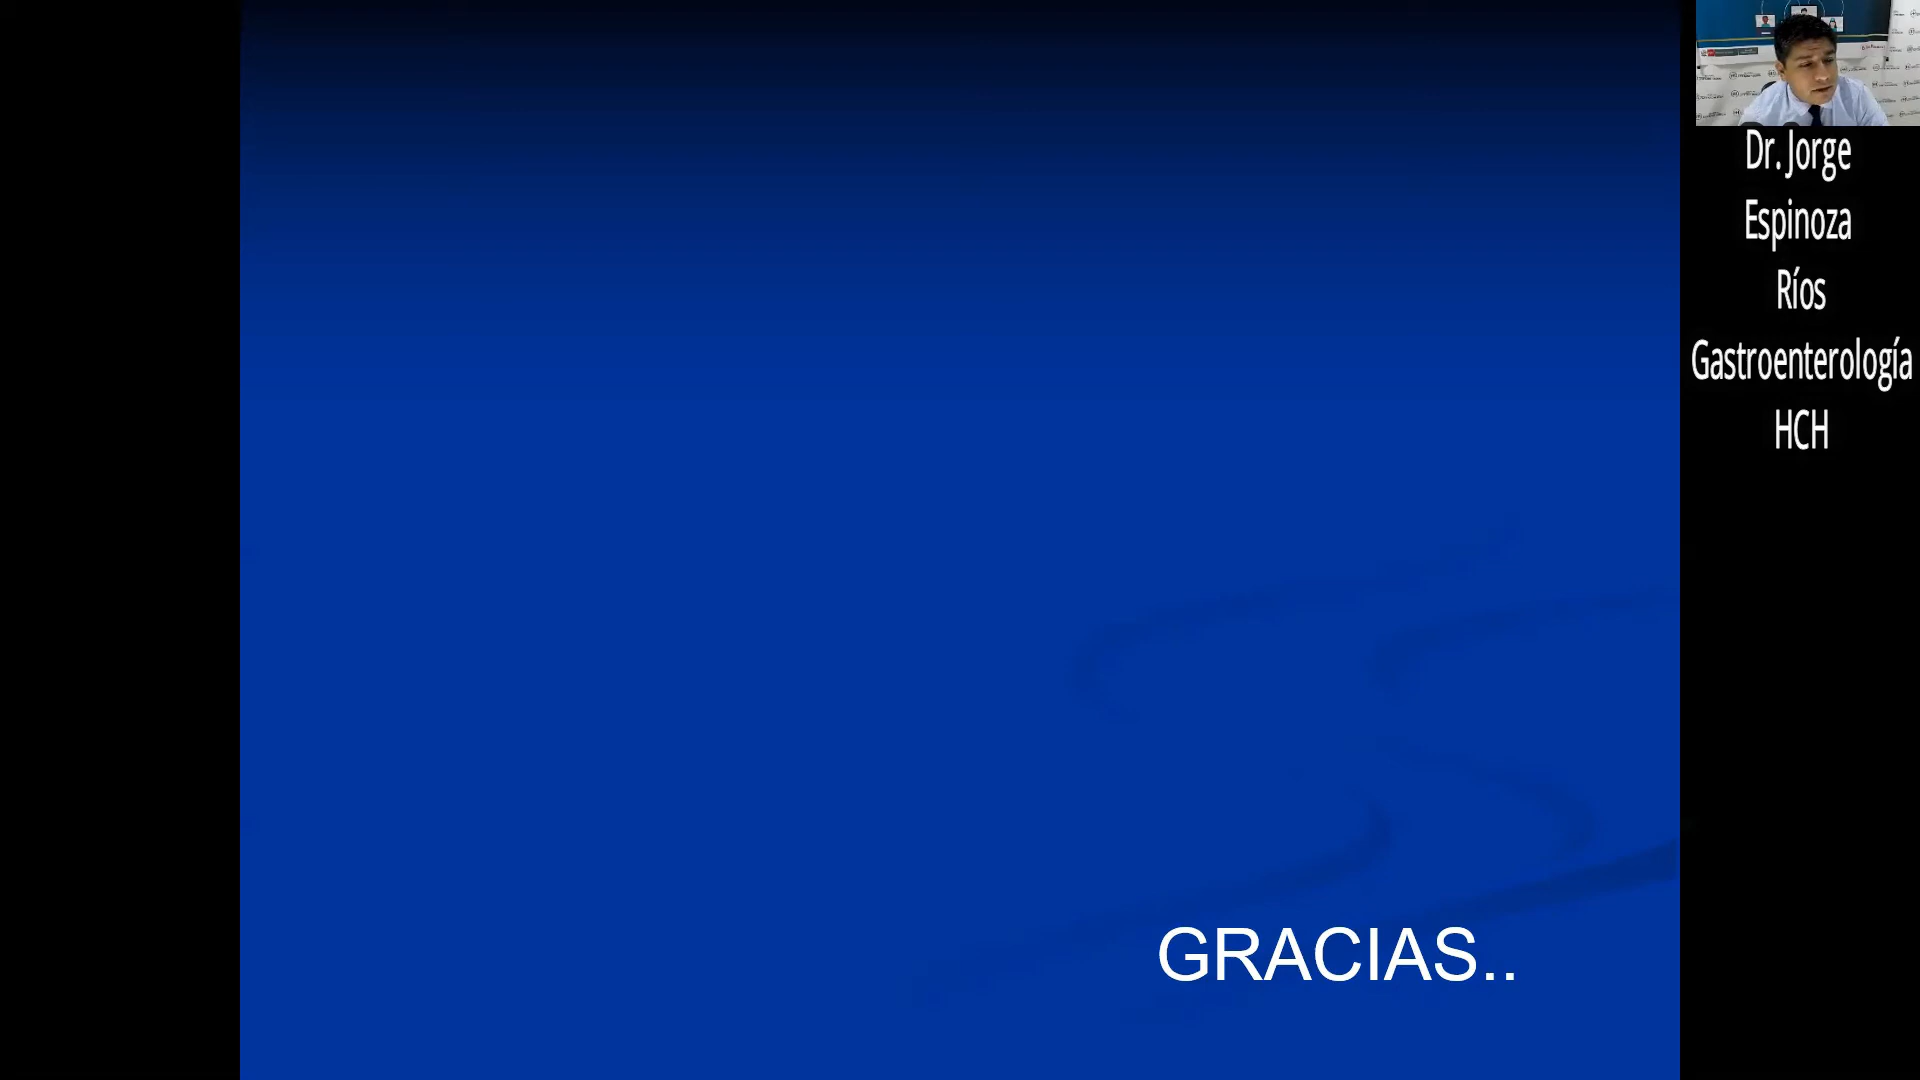 Dr. Jorge
Espinoza
Ríos
Gastroenterología
HCH
GRACIAS..